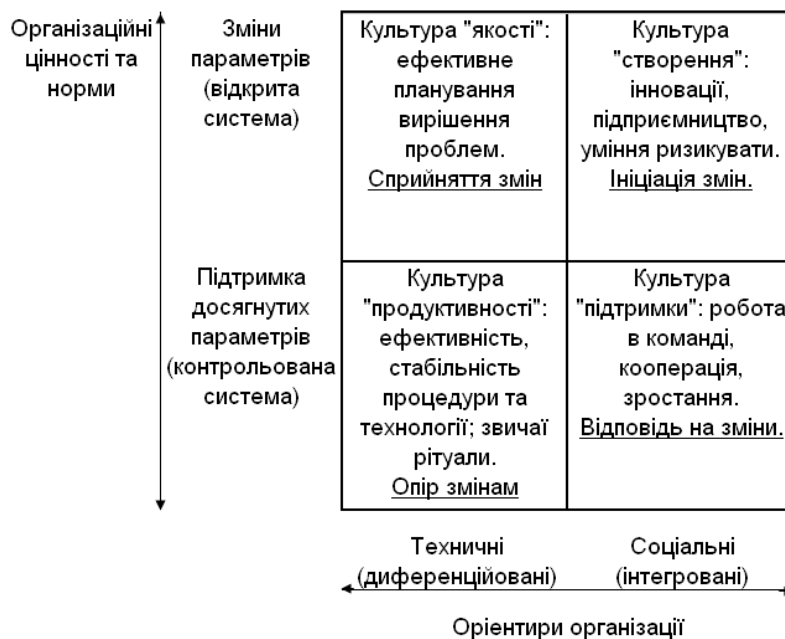 Організаційні
цінності та
норми
Зміни
параметрів
(відкрита
система)
Культура "якості":
ефективне
планування
вирішення
проблем.
Сприйняття змін
Культура
"створення":
інновації,
підприємництво,
уміння ризикувати.
Ініціація змін.
Підтримка
досягнутих
параметрів
(контрольована
система)
Культура
"продуктивності":
ефективність,
стабільність
процедури та
технології; звичаї
рітуали.
Опір змінам
Культура
"підтримки": робота
в команді,
кооперація,
зростання.
Відповідь на зміни.
Техничні
(диференційовані)
Соціальні
(інтегровані)
Оріентири організації